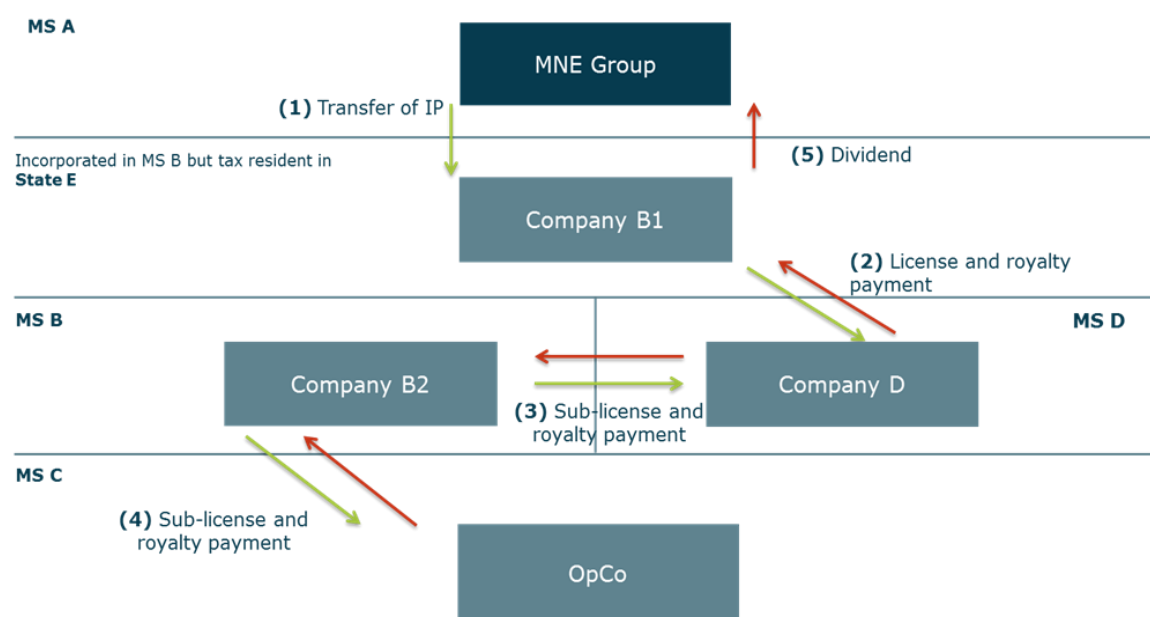 MS A
MNE Group
(1) Transfer of IP
Incorporated in MS B but tax resident in
State E
(5) Dividend
Company B1
(2) License and royalty
payment
MS B
MS D
Company B2
Company D
(3) Sub-license and
royalty payment
MS C
(4) Sub-license and
royalty payment
OpCo